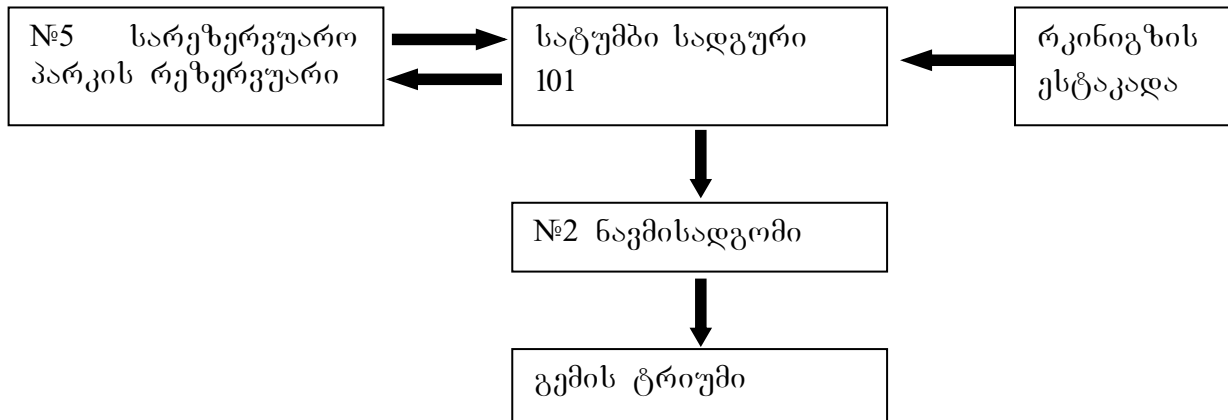 №5 სარეზერვუარო
პარკის რეზერვუარი
სატუმბი სადგური
101
რკინიგზის
ესტაკადა
№2 ნავმისადგომი
გემის ტრიუმი